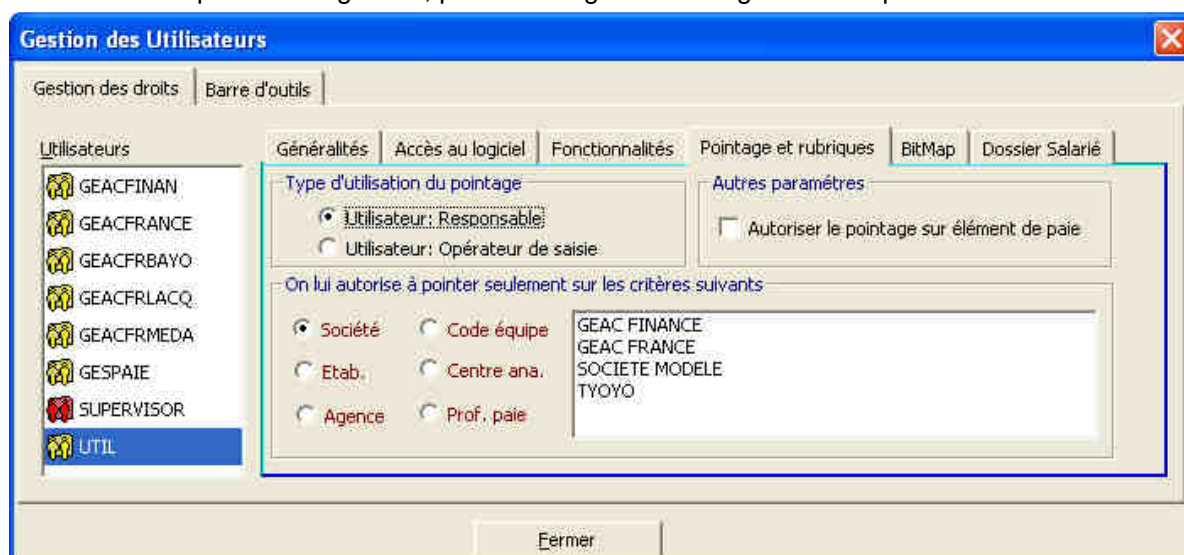 Gestion des Utilisateurs
Gestion des droits
Barre d'outils
Utilisateurs
GEACFINAN
GEACFRANCE
GEACFRBAYO
GEACFRLACQ
GEACFRMEDA
GESPAIE
SUPERVISOR
UTIL
Généralités
Accès au logiciel
Fonctionnalités
Pointage et rubriques
BitMap
Dossier Salarié
Type d'utilisation du pointage
Utilisateur: Responsable
Utilisateur: Opérateur de saisie
Autres paramétres
Autoriser le pointage sur élément de paie
On lui autorise à pointer seulement sur les critères suivants
Société
Code équipe
Etab.
Centre ana.
Agence
Prof. paie
GEAC FINANCE
GEAC FRANCE
SOCIETE MODELE
TYOYO
Fermer